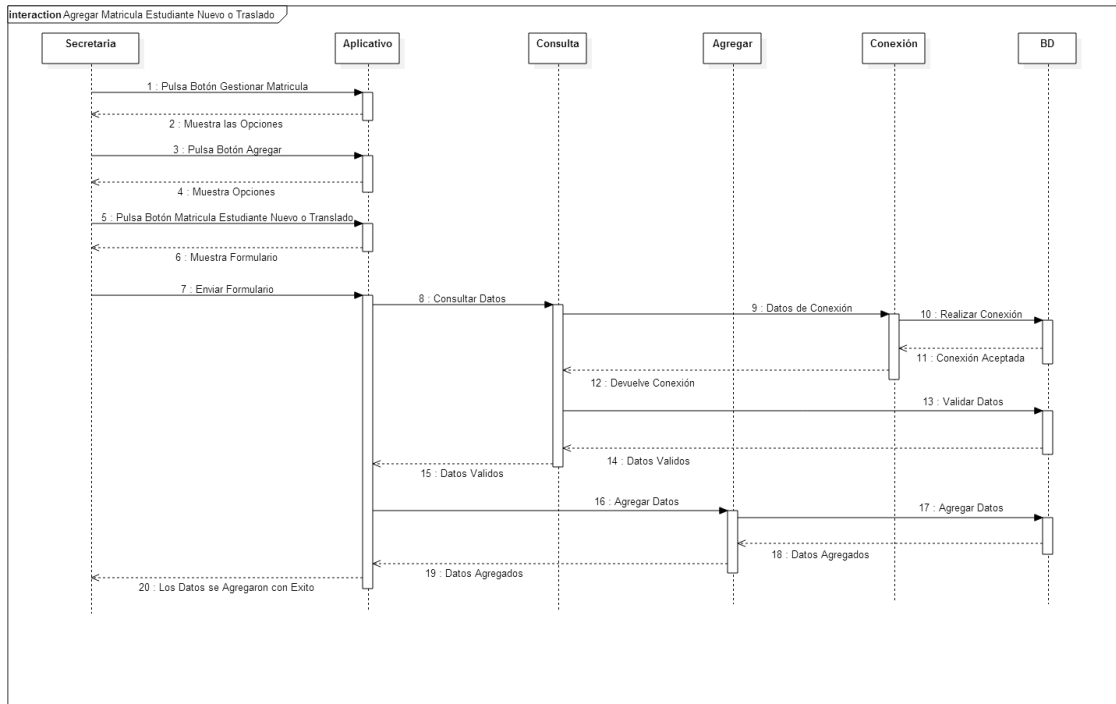 interaction Agregar Matricula Estudiante Nuevo o Traslado
Secretaria
Aplicativo
Consulta
Agregar
Conexión
BD
1 : Pulsa Botón Gestionar Matricula
2 : Muestra las Opciones
3 : Pulsa Botón Agregar
4 : Muestra Opciones
5 : Pulsa Botón Matricula Estudiante Nuevo o Translado
6 : Muestra Formulario
7 : Enviar Formulario
8 : Consultar Datos
9 : Datos de Conexión
10 : Realizar Conexión
11 : Conexión Aceptada
12 : Devuelve Conexión
13 : Validar Datos
14 : Datos Validos
15 : Datos Validos
16 : Agregar Datos
17 : Agregar Datos
18 : Datos Agregados
19 : Datos Agregados
20 : Los Datos se Agregaron con Exito